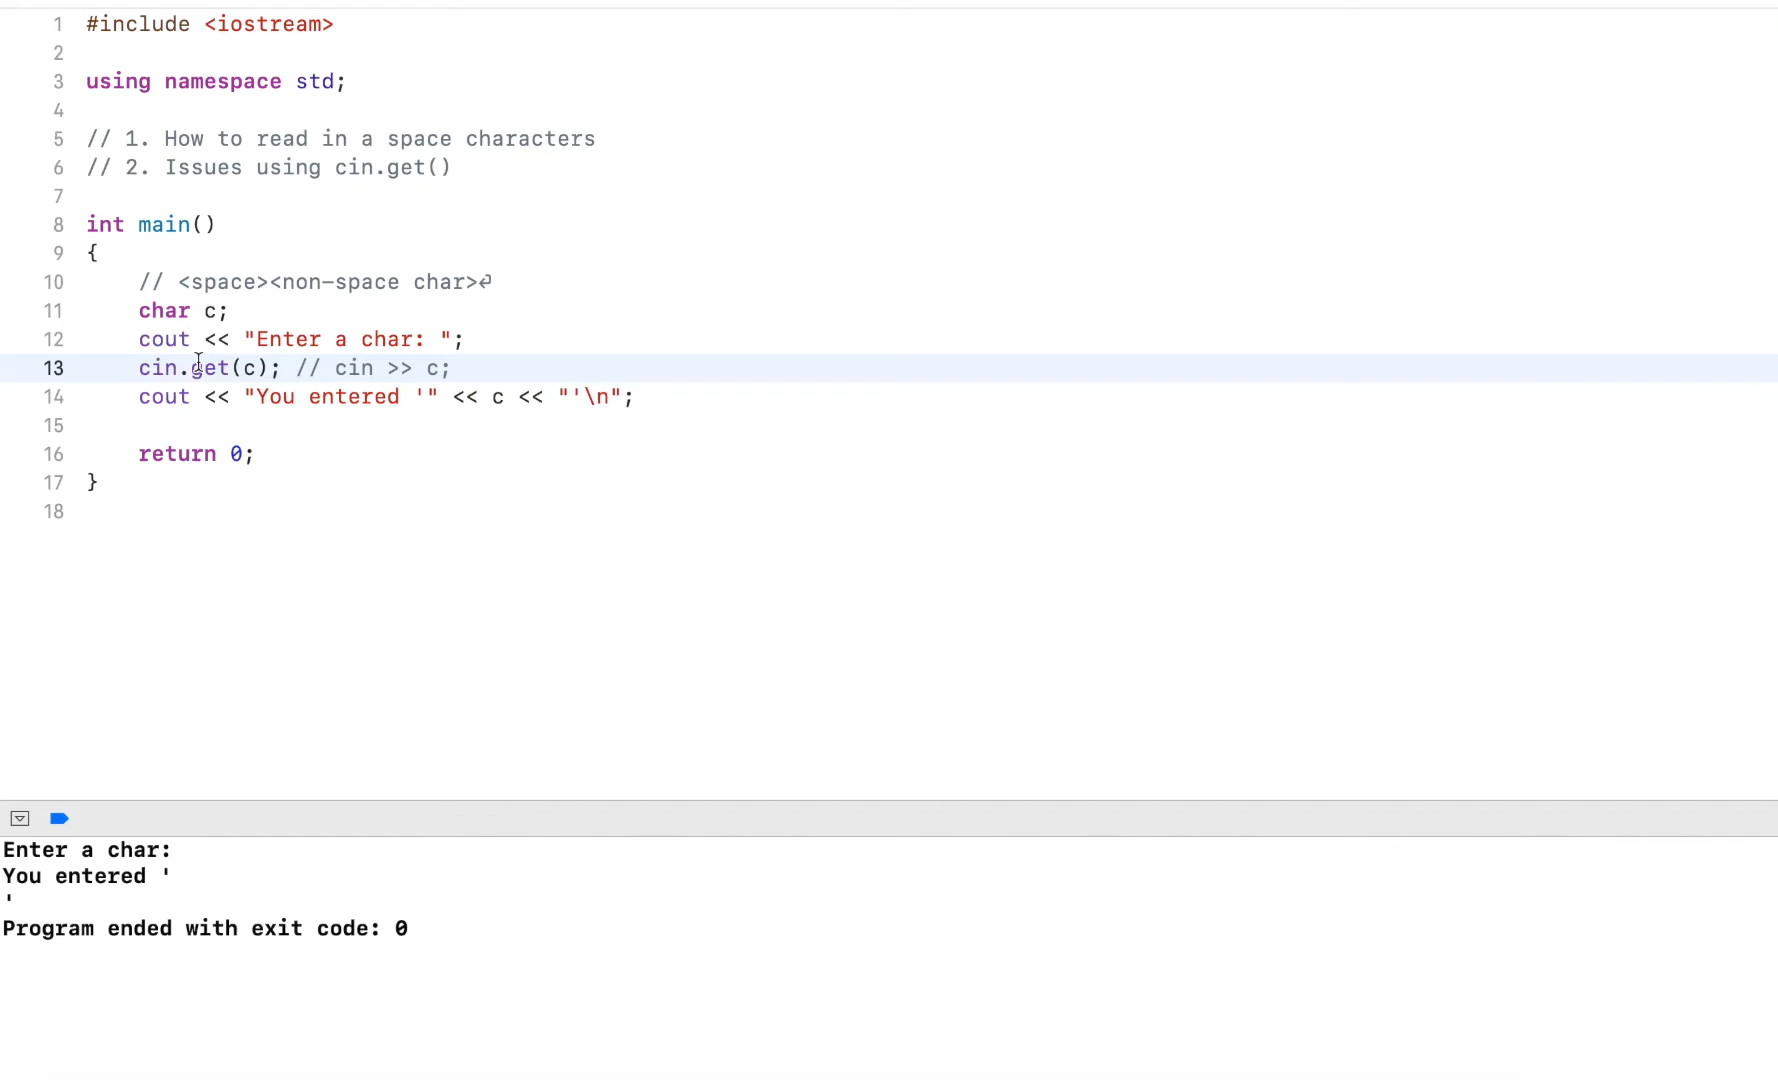 1 #include <iostream>
2
3 using namespace std;
4
5 // 1. How to read in a space characters
6 // 2. Issues using cin.get()
7
8 int main()
9 {
10 // <space><non-space char>⏎
11 char c;
12 cout << "Enter a char: ";
13 cin.get(c); // cin >> c;
14 cout << "You entered '" << c << "'\n";
15
16 return 0;
17 }
18
Enter a char:
You entered '
'
Program ended with exit code: 0